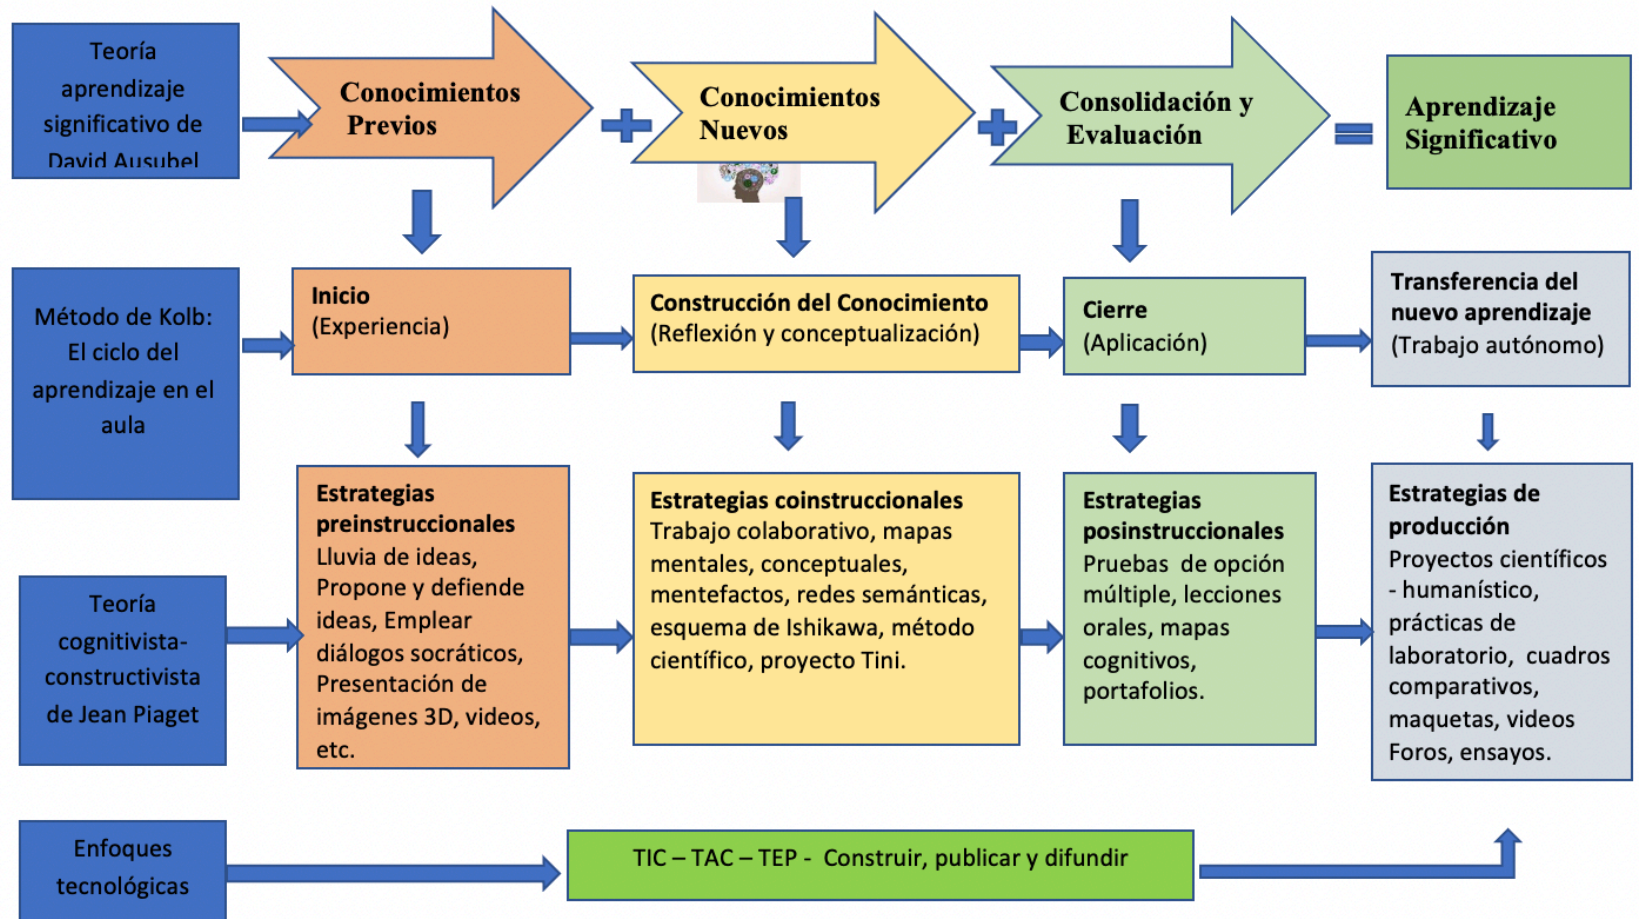 Teoría
aprendizaje
significativo de
David Ausubel
Conocimientos
Previos
Conocimientos
Nuevos
Consolidación y
Evaluación
Aprendizaje
Significativo
Método de Kolb:
El ciclo del
aprendizaje en el
aula
Inicio
(Experiencia)
Construcción del Conocimiento
(Reflexión y conceptualización)
Cierre
(Aplicación)
Transferencia del
nuevo aprendizaje
(Trabajo autónomo)
Teoría
cognitivista-
constructivista
de Jean Piaget
Estrategias
preinstruccionales
Lluvia de ideas,
Propone y defiende
ideas, Emplear
diálogos socráticos,
Presentación de
imágenes 3D, videos,
etc.
Estrategias coinstruccionales
Trabajo colaborativo, mapas
mentales, conceptuales,
mentefactos, redes semánticas,
esquema de Ishikawa, método
científico, proyecto Tini.
Estrategias
posinstruccionales
Pruebas de opción
múltiple, lecciones
orales, mapas
cognitivos,
portafolios.
Estrategias de
producción
Proyectos científicos
- humanístico,
prácticas de
laboratorio, cuadros
comparativos,
maquetas, videos
Foros, ensayos.
Enfoques
tecnológicas
TIC – TAC – TEP - Construir, publicar y difundir